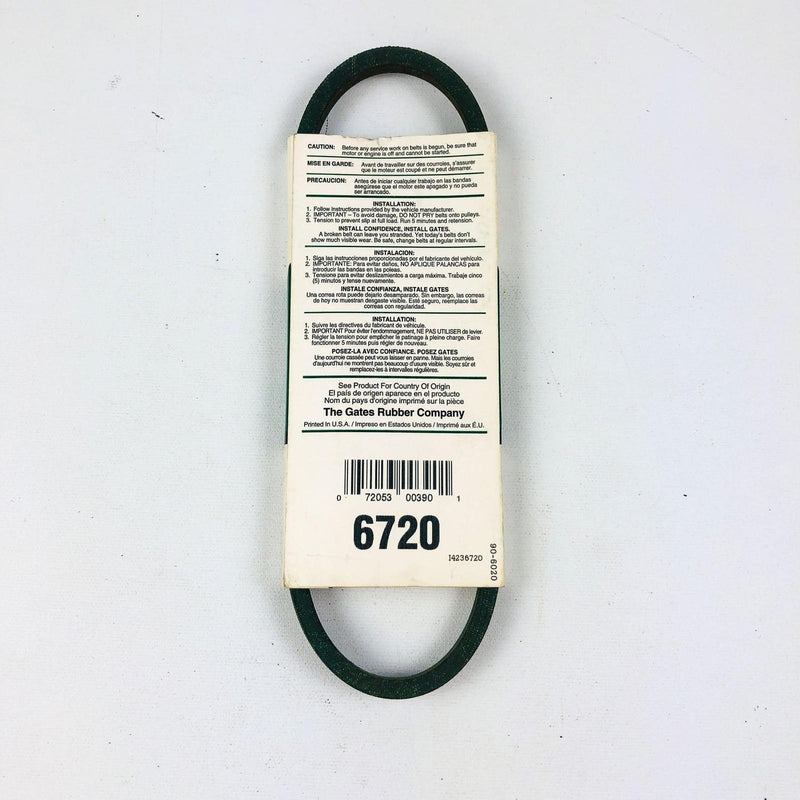 CAUTION: Before any service work on belts is begun, be sure that
motor or engine is off and cannot be started.
MISE EN GARDE: Avant de travailler sur des courroies, s'assurer
que le moteur est coupé et ne peut démarrer.
PRECAUCION: Antes de iniciar cualquier trabajo en las bandas
asegúrese que el motor este apagado y no pueda
ser arrancado.
INSTALLATION:
1. Follow instructions provided by the vehicle manufacturer.
2. IMPORTANT – To avoid damage, DO NOT PRY belts onto pulleys.
3. Tension to prevent slip at full load. Run 5 minutes and retension.
INSTALL CONFIDENCE, INSTALL GATES.
A broken belt can leave you stranded. Yet today's belts don't
show much visible wear. Be safe, change belts at regular intervals.
INSTALACION:
1. Siga las instrucciones proporcionadas por el fabricante del vehículo.
2. IMPORTANTE: Para evitar daños, NO APLIQUE PALANCAS para
introducir las bandas en las poleas.
3. Tensione para evitar deslizamientos a carga máxima. Trabaje cinco
(5) minutos y tense nuevamente.
INSTALE CONFIANZA, INSTALE GATES
Una correa rota puede dejarlo desamparado. Sin embargo, las correas
de hoy no muestran desgaste visible. Esté seguro, reemplace las
correas con regularidad.
INSTALLATION:
1. Suivre les directives du fabricant de véhicule.
2. IMPORTANT Pour éviter l'endommagement, NE PAS UTILISER de levier.
3. Régler la tension pour empêcher le patinage à pleine charge. Faire
fonctionner 5 minutes puis régler de nouveau.
POSEZ-LA AVEC CONFIANCE. POSEZ GATES
Une courroie cassée peut vous laisser en panne. Mais les courroies
d'aujourd'hui ne montrent pas beaucoup d'usure visible. Soyez sûr et
remplacez-les à intervalles régulières.
See Product For Country Of Origin
El país de origen aparece en el producto
Nom du pays d'origine imprimé sur la pièce
The Gates Rubber Company
Printed In U.S.A. / Impreso en Estados Unidos / Imprimé aux É.U.
0 72053 00390 1
6720
14236720
90-6020